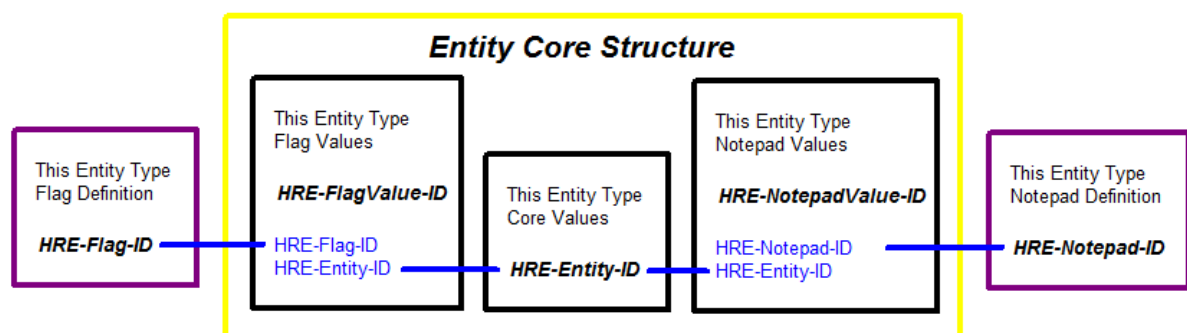 Entity Core Structure
This Entity Type
Flag Definition
HRE-Flag-ID
This Entity Type
Flag Values
HRE-FlagValue-ID
HRE-Flag-ID
HRE-Entity-ID
This Entity Type
Core Values
HRE-Entity-ID
This Entity Type
Notepad Values
HRE-NotepadValue-ID
HRE-Notepad-ID
HRE-Entity-ID
This Entity Type
Notepad Definition
HRE-Notepad-ID